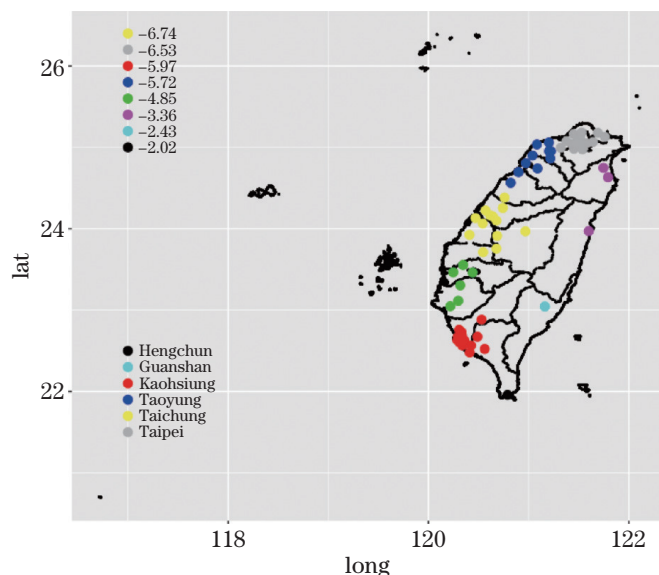 −6.74
−6.53
−5.97
−5.72
−4.85
−3.36
−2.43
−2.02
26
24
22
lat
Hengchun
Guanshan
Kaohsiung
Taoyung
Taichung
Taipei
118
120
122
long